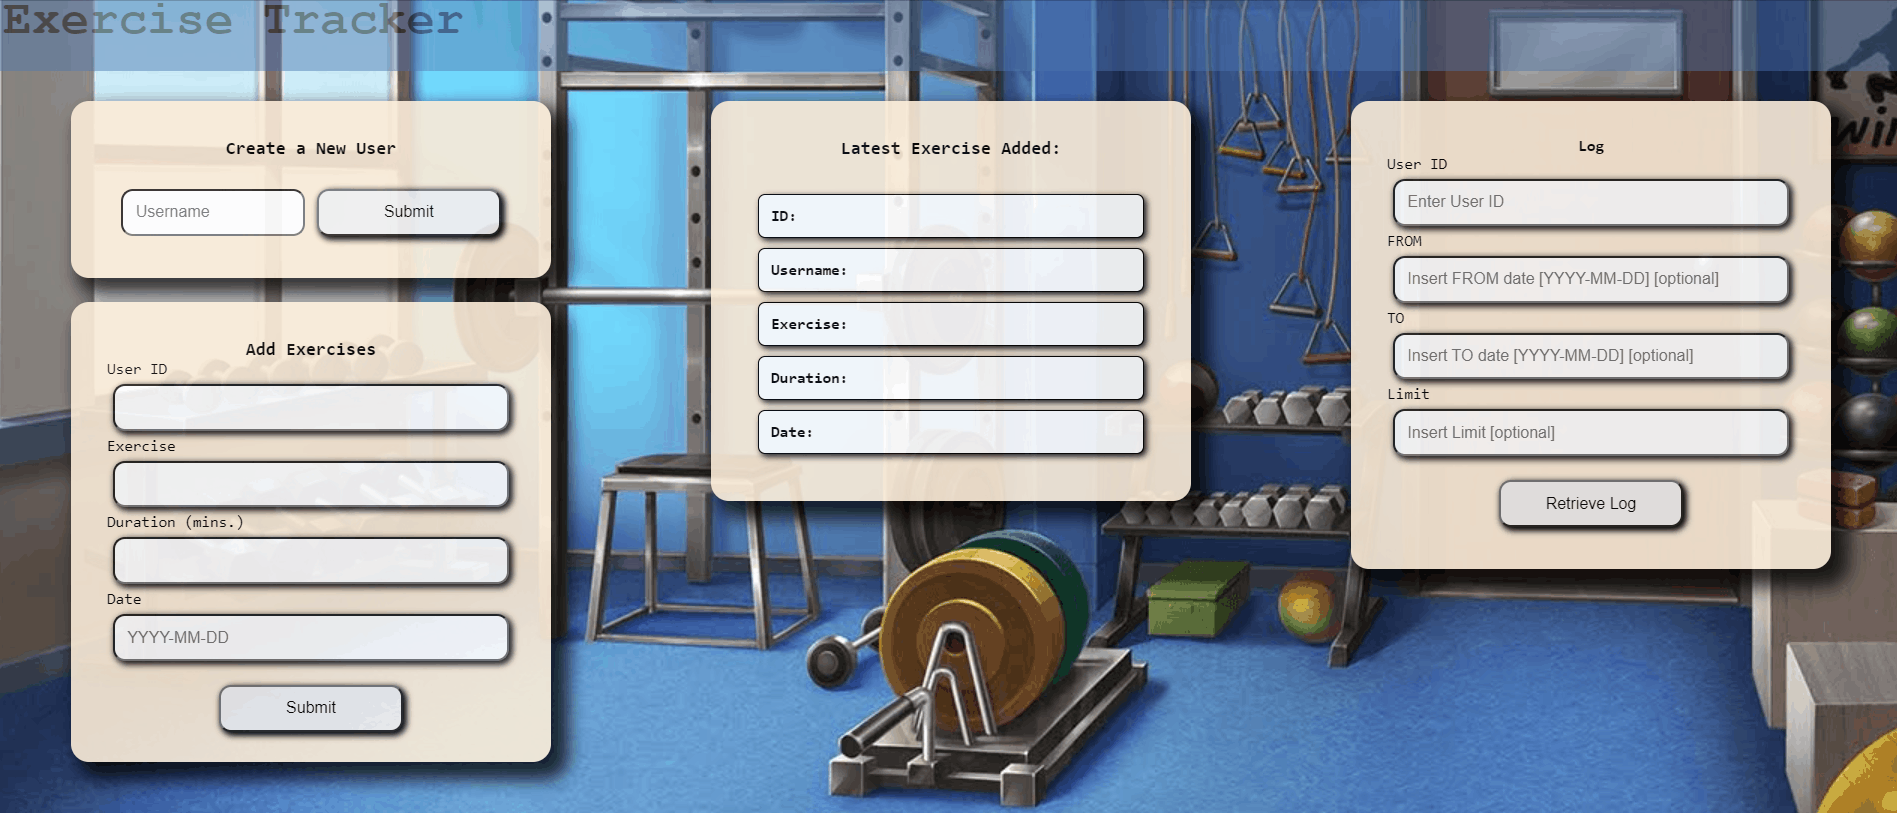 Exercise Tracker
Create a New User
Username
Submit
Add Exercises
User ID
Exercise
Duration (mins.)
Date
YYYY-MM-DD
Submit
Latest Exercise Added:
ID:
Username:
Exercise:
Duration:
Date:
Log
User ID
Enter User ID
FROM
Insert FROM date [YYYY-MM-DD] [optional]
TO
Insert TO date [YYYY-MM-DD] [optional]
Limit
Insert Limit [optional]
Retrieve Log